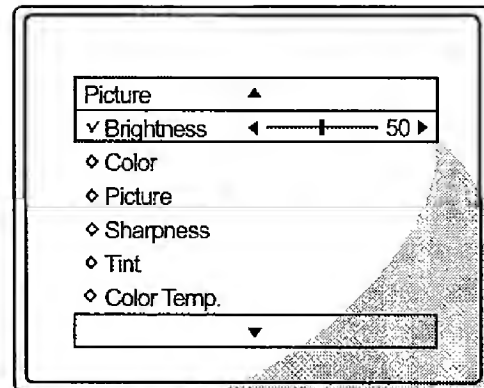 Picture ▲
✓ Brightness ◀ 50 ▶
◇ Color
◇ Picture
◇ Sharpness
◇ Tint
◇ Color Temp.
▼